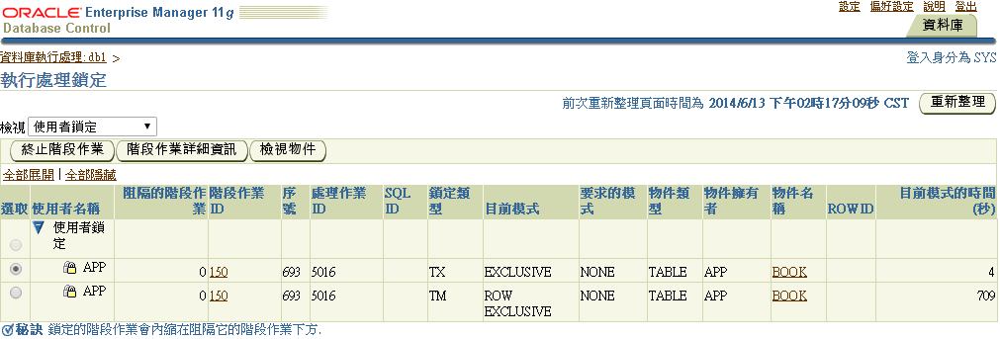 設定 偏好設定 說明 登出
ORACLE Enterprise Manager 11g
Database Control
資料庫
資料庫執行處理: db1 >
登入身分為 SYS
執行處理鎖定
前次重新整理頁面時間為 2014/6/13 下午02時17分09秒 CST 重新整理
檢視 使用者鎖定
終止階段作業 階段作業詳細資訊 檢視物件
全部展開 | 全部隱藏
選取 使用者名稱 阻隔的階段作業 階段作業 ID 序號 處理作業 ID SQL ID 鎖定類型 目前模式 要求的模式 物件類型 物件擁有者 物件名稱 ROWID 目前模式的時間 (秒)
使用者鎖定
APP 0 150 693 5016 TX EXCLUSIVE NONE TABLE APP BOOK 4
APP 0 150 693 5016 TM ROW EXCLUSIVE NONE TABLE APP BOOK 709
秘訣 鎖定的階段作業會內縮在阻隔它的階段作業下方.